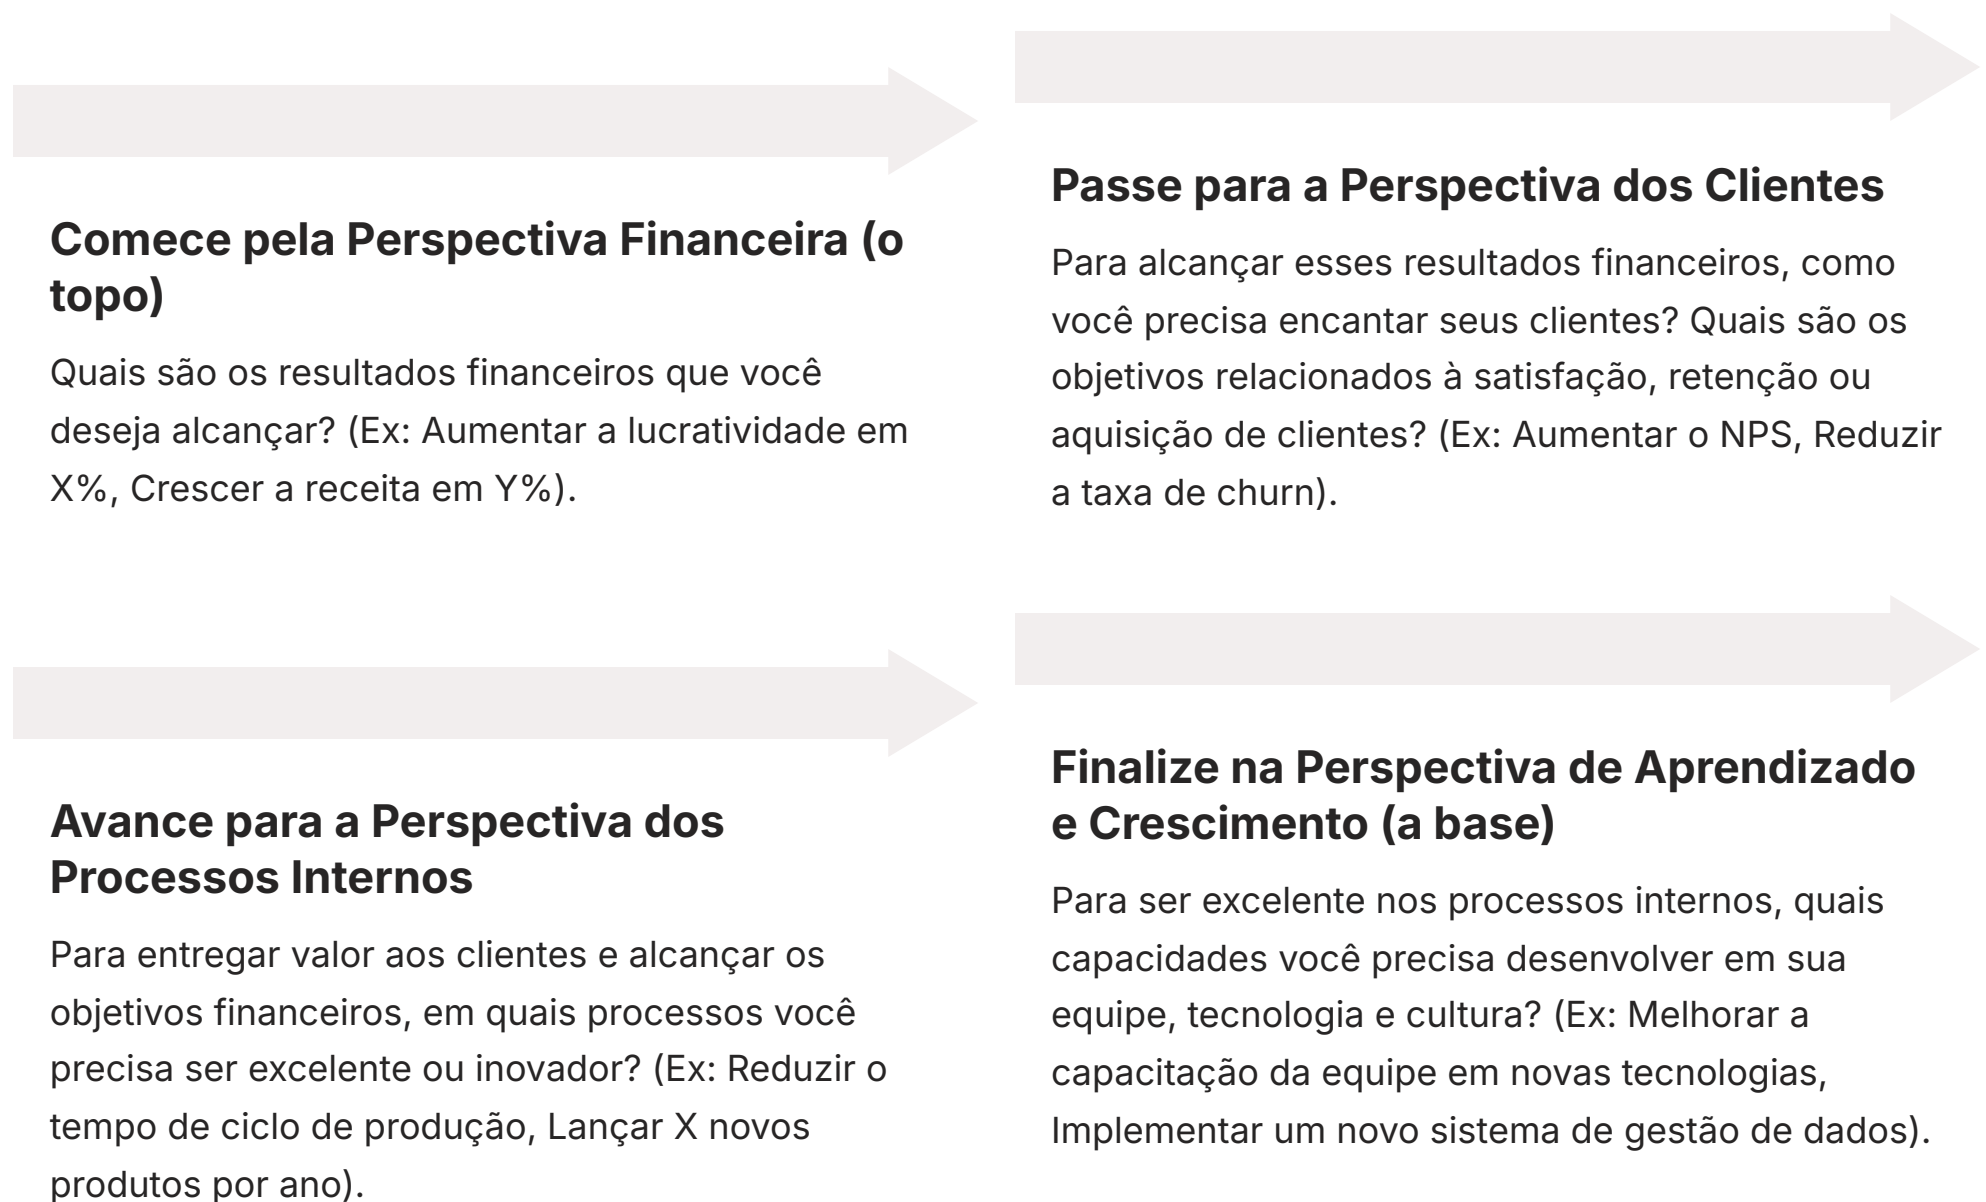 Comece pela Perspectiva Financeira (o
topo)
Quais são os resultados financeiros que você
deseja alcançar? (Ex: Aumentar a lucratividade em
X%, Crescer a receita em Y%).
Passe para a Perspectiva dos Clientes
Para alcançar esses resultados financeiros, como
você precisa encantar seus clientes? Quais são os
objetivos relacionados à satisfação, retenção ou
aquisição de clientes? (Ex: Aumentar o NPS, Reduzir
a taxa de churn).
Avance para a Perspectiva dos
Processos Internos
Para entregar valor aos clientes e alcançar os
objetivos financeiros, em quais processos você
precisa ser excelente ou inovador? (Ex: Reduzir o
tempo de ciclo de produção, Lançar X novos
produtos por ano).
Finalize na Perspectiva de Aprendizado
e Crescimento (a base)
Para ser excelente nos processos internos, quais
capacidades você precisa desenvolver em sua
equipe, tecnologia e cultura? (Ex: Melhorar a
capacitação da equipe em novas tecnologias,
Implementar um novo sistema de gestão de dados).